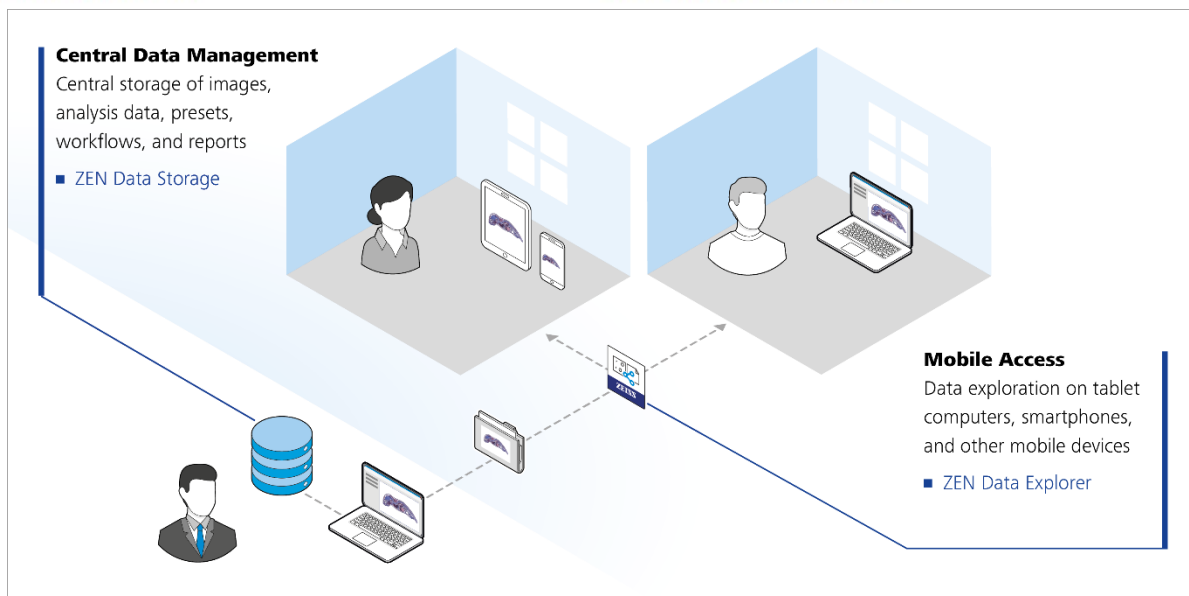 Central Data Management
Central storage of images,
analysis data, presets,
workflows, and reports
ZEN Data Storage
ZEISS
Mobile Access
Data exploration on tablet
computers, smartphones,
and other mobile devices
ZEN Data Explorer